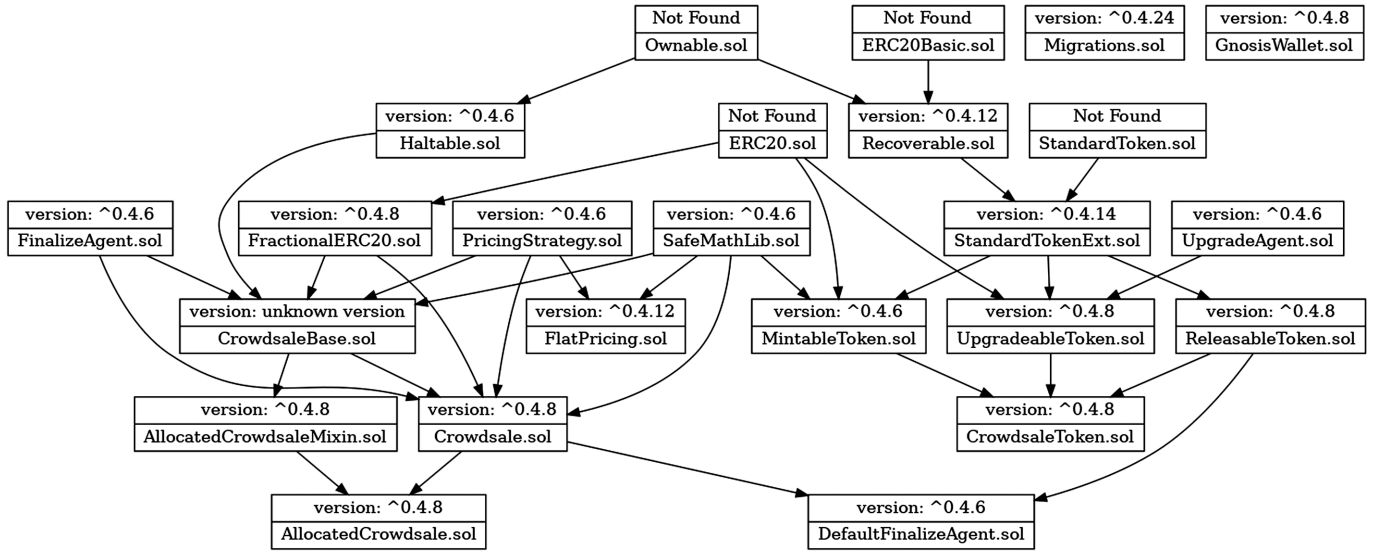 Not Found
Ownable.sol
Not Found
ERC20Basic.sol
version: ^0.4.24
Migrations.sol
version: ^0.4.8
GnosisWallet.sol
version: ^0.4.6
Haltable.sol
Not Found
ERC20.sol
version: ^0.4.12
Recoverable.sol
Not Found
StandardToken.sol
version: ^0.4.6
FinalizeAgent.sol
version: ^0.4.8
FractionalERC20.sol
version: ^0.4.6
PricingStrategy.sol
version: ^0.4.6
SafeMathLib.sol
version: ^0.4.14
StandardTokenExt.sol
version: ^0.4.6
UpgradeAgent.sol
version: unknown version
CrowdsaleBase.sol
version: ^0.4.12
FlatPricing.sol
version: ^0.4.6
MintableToken.sol
version: ^0.4.8
UpgradeableToken.sol
version: ^0.4.8
ReleasableToken.sol
version: ^0.4.8
AllocatedCrowdsaleMixin.sol
version: ^0.4.8
Crowdsale.sol
version: ^0.4.8
CrowdsaleToken.sol
version: ^0.4.8
AllocatedCrowdsale.sol
version: ^0.4.6
DefaultFinalizeAgent.sol